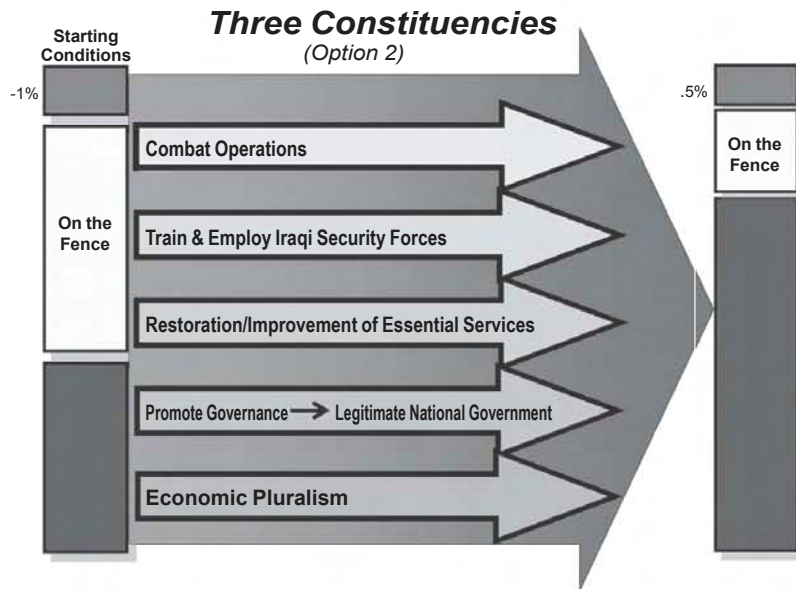 Three Constituencies
(Option 2)
Starting
Conditions
-1%
.5%
On the
Fence
On the
Fence
Combat Operations
Train & Employ Iraqi Security Forces
Restoration/Improvement of Essential Services
Promote Governance → Legitimate National Government
Economic Pluralism